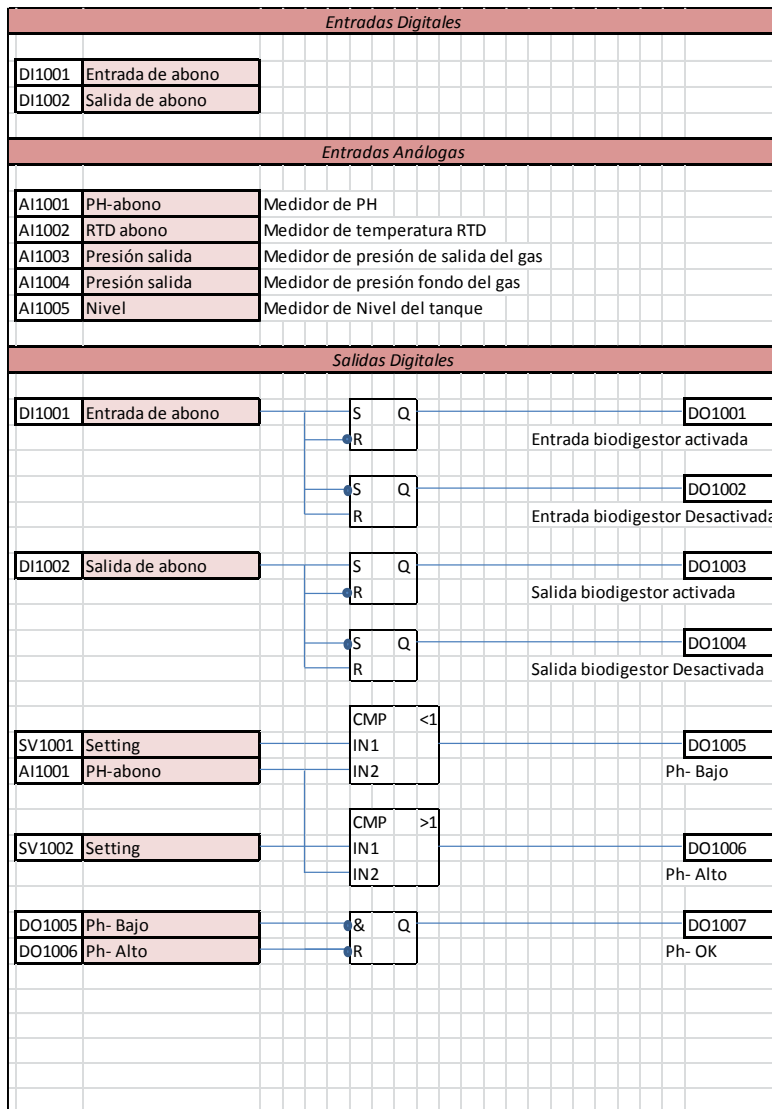 Entradas Digitales
DI1001 Entrada de abono
DI1002 Salida de abono
Entradas Análogas
AI1001 PH-abono Medidor de PH
AI1002 RTD abono Medidor de temperatura RTD
AI1003 Presión salida Medidor de presión de salida del gas
AI1004 Presión salida Medidor de presión fondo del gas
AI1005 Nivel Medidor de Nivel del tanque
Salidas Digitales
DI1001 Entrada de abono S Q DO1001
R Entrada biodigestor activada
S Q DO1002
R Entrada biodigestor Desactivada
DI1002 Salida de abono S Q DO1003
R Salida biodigestor activada
S Q DO1004
R Salida biodigestor Desactivada
CMP <1
SV1001 Setting IN1 DO1005
AI1001 PH-abono IN2 Ph- Bajo
CMP >1
SV1002 Setting IN1 DO1006
IN2 Ph- Alto
DO1005 Ph- Bajo & Q DO1007
DO1006 Ph- Alto R Ph- OK